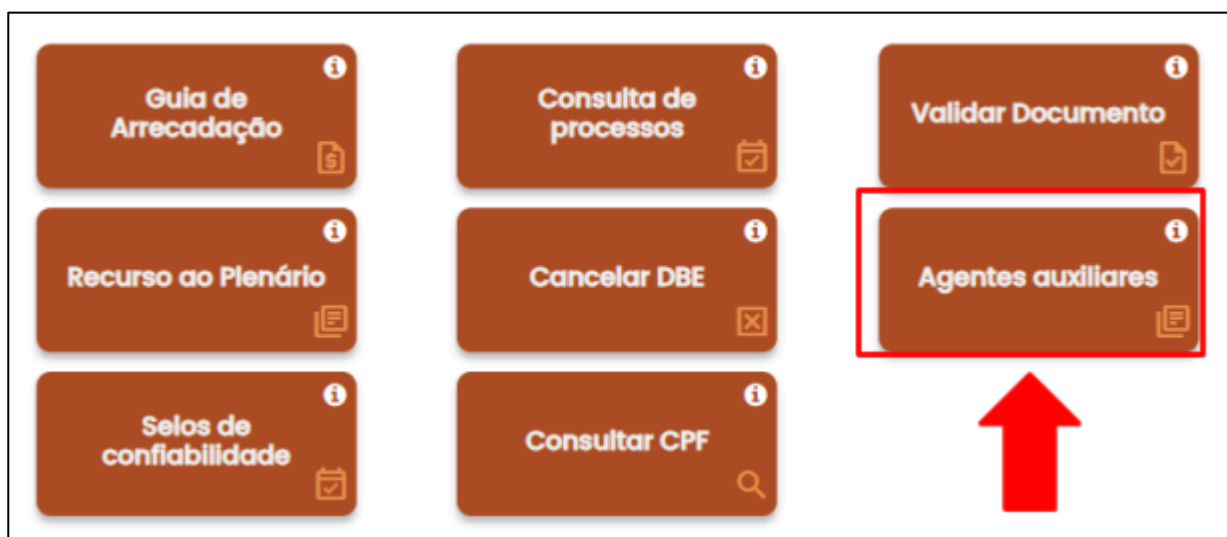 Guia de
Arrecadação
Consulta de
processos
Validar Documento
Recurso ao Plenário
Cancelar DBE
Agentes auxiliares
Selos de
confiabilidade
Consultar CPF